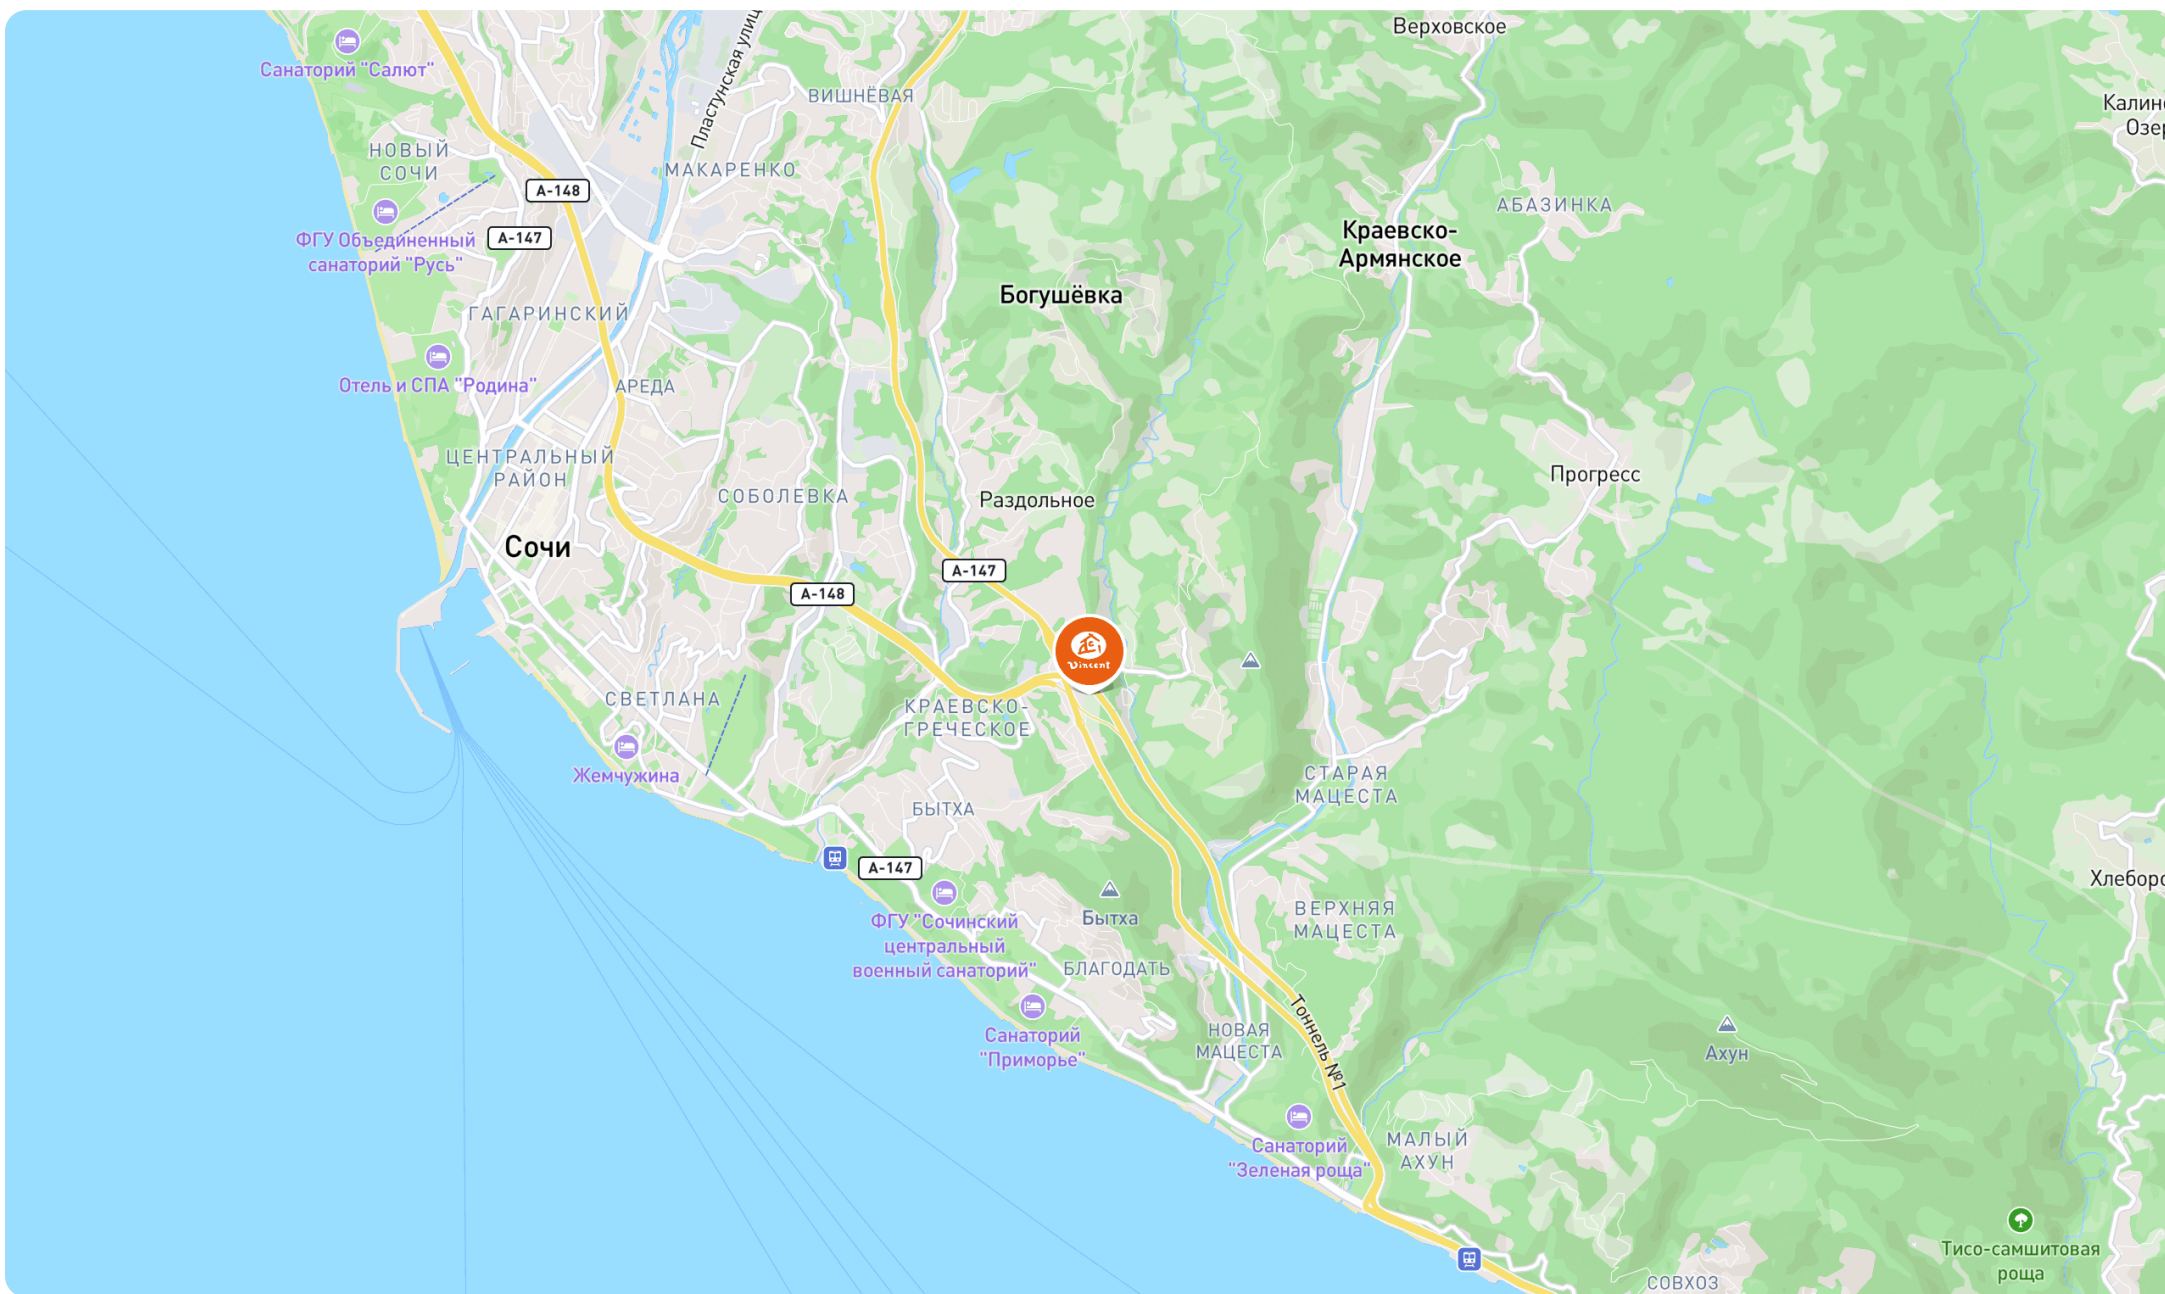 Верховское
Санаторий "Салют"
Пластунская улиц
ВИШНЁВАЯ
Калин
Озер
НОВЫЙ
СОЧИ
МАКАРЕНКО
А-148
АБАЗИНКА
А-147
ФГУ Объединенный
санаторий "Русь"
Краевско-
Армянское
Богушёвка
ГАГАРИНСКИЙ
Отель и СПА "Родина"
АРЕДА
ЦЕНТРАЛЬНЫЙ
РАЙОН
Прогресс
СОБОЛЕВКА
Раздольное
Сочи
А-147
А-148
Vincent
СВЕТЛАНА
КРАЕВСКО-
ГРЕЧЕСКОЕ
Жемчужина
СТАРАЯ
МАЦЕСТА
БЫТХА
А-147
Хлеборо
ФГУ "Сочинский
центральный
военный санаторий"
Бытха
ВЕРХНЯЯ
МАЦЕСТА
БЛАГОДАТЬ
Санаторий
"Приморье"
НОВАЯ
МАЦЕСТА
Тоннель №1
Ахун
Санаторий
"Зеленая роща"
МАЛЫЙ
АХУН
Тисо-самшитовая
роща
СОВХОЗ